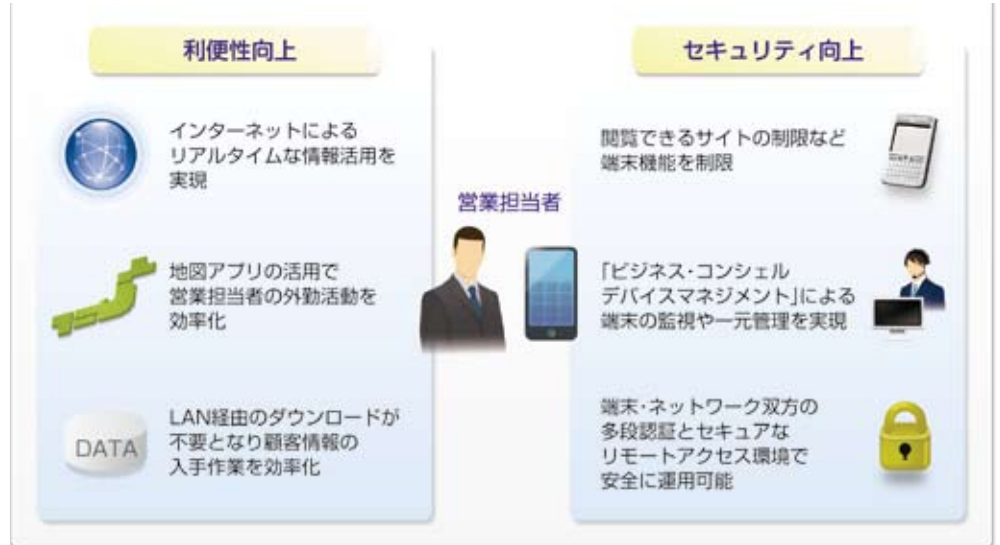 利便性向上
インターネットによる
リアルタイムな情報活用を
実現
地図アプリの活用で
営業担当者の外勤活動を
効率化
DATA
LAN経由のダウンロードが
不要となり顧客情報の
入手作業を効率化
営業担当者
セキュリティ向上
閲覧できるサイトの制限など
端末機能を制限
「ビジネス・コンシェル
デバイスマネジメント」による
端末の監視や一元管理を実現
端末・ネットワーク双方の
多段認証とセキュアな
リモートアクセス環境で
安全に運用可能